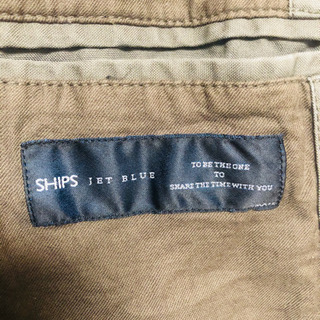 SHIPS JET BLUE
TO BE THE ONE
TO
SHARE THE TIME WITH YOU